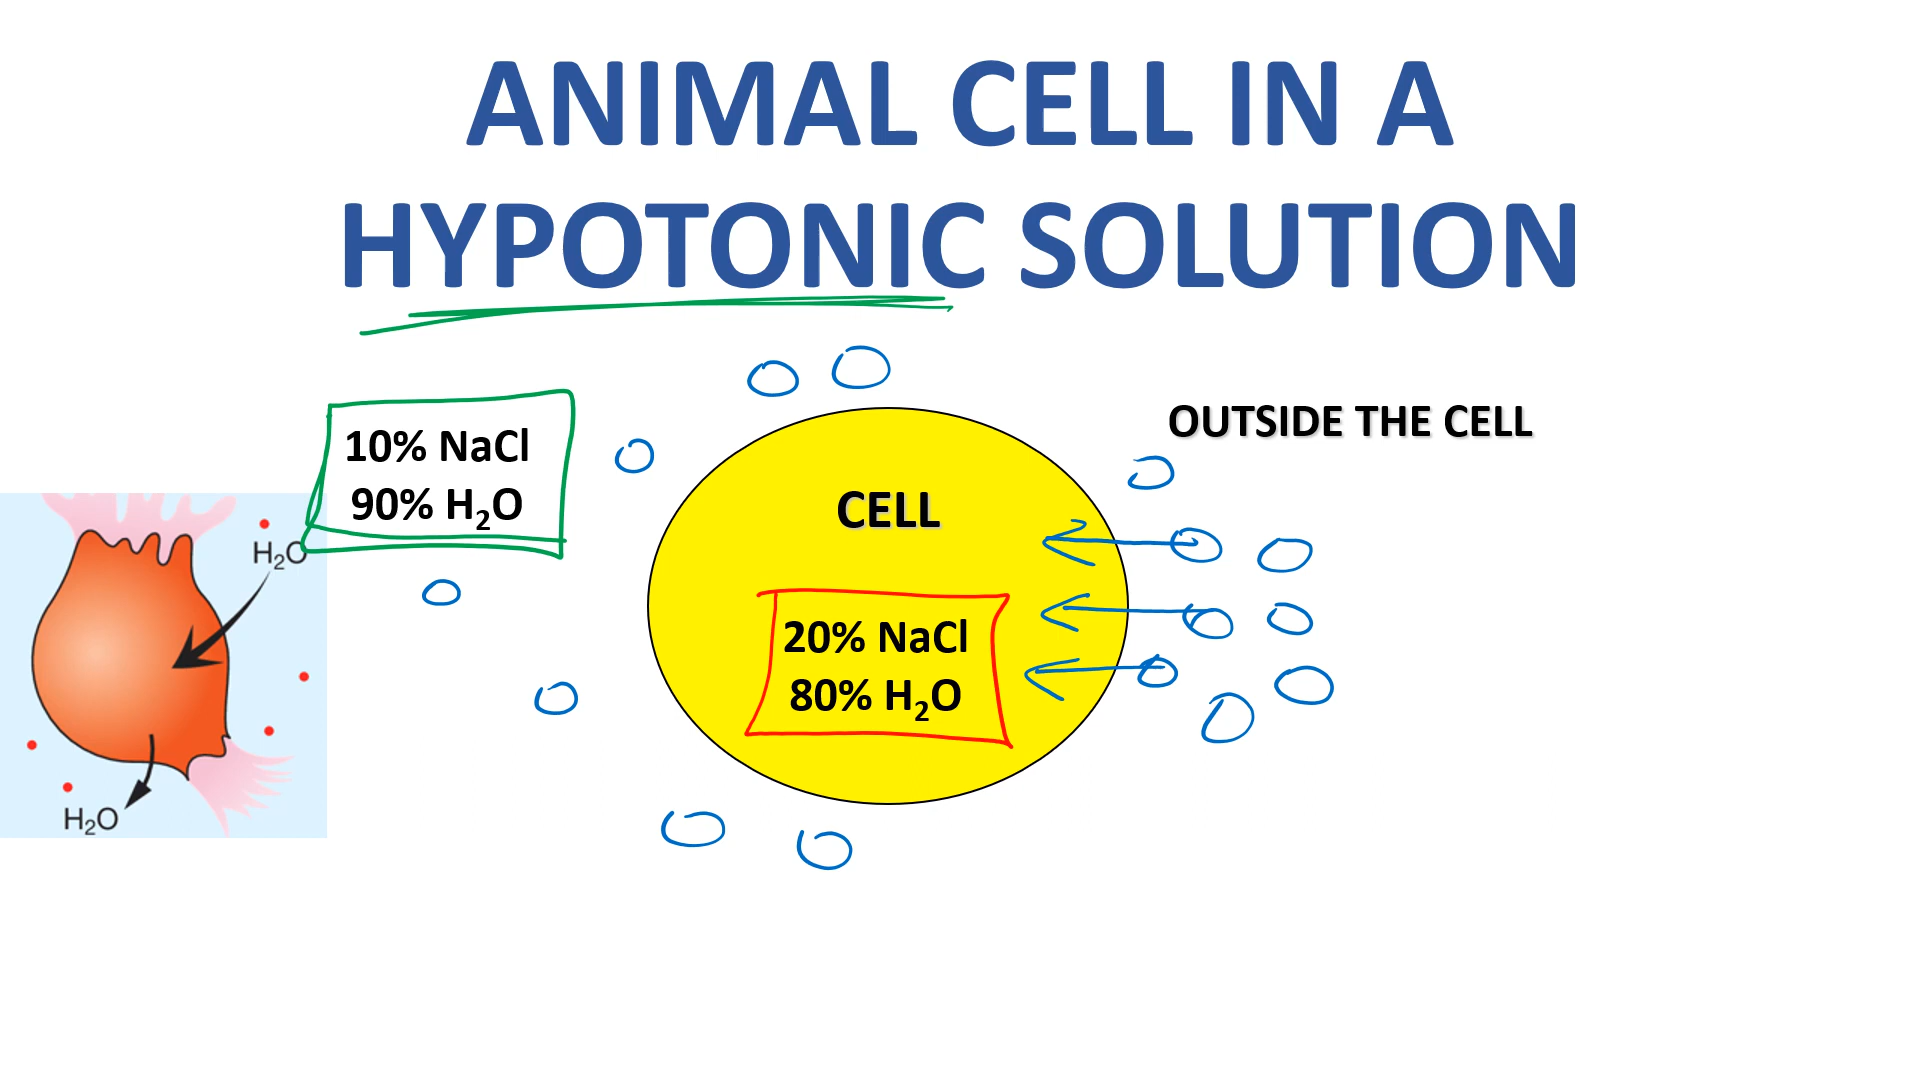 ANIMAL CELL IN A
HYPOTONIC SOLUTION
OUTSIDE THE CELL
10% NaCl
90% H₂O
CELL
H₂O
20% NaCl
80% H₂O
H₂O